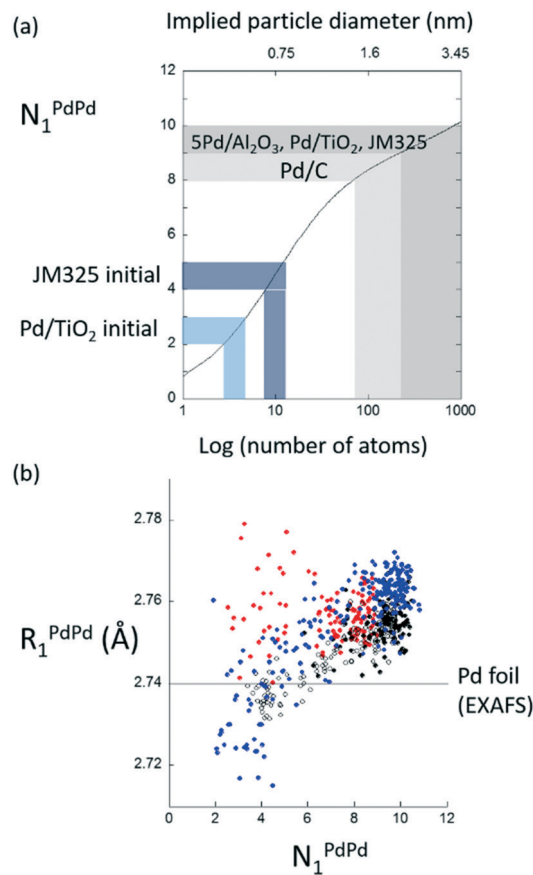 (a)
Implied particle diameter (nm)
0.75 1.6 3.45
N₁ᴾᵈᴾᵈ
12
10
8
6
4
2
0
5Pd/Al₂O₃, Pd/TiO₂, JM325
Pd/C
JM325 initial
Pd/TiO₂ initial
1 10 100 1000
Log (number of atoms)
(b)
2.78
2.76
2.74
2.72
R₁ᴾᵈᴾᵈ (Å)
Pd foil
(EXAFS)
0 2 4 6 8 10 12
N₁ᴾᵈᴾᵈ